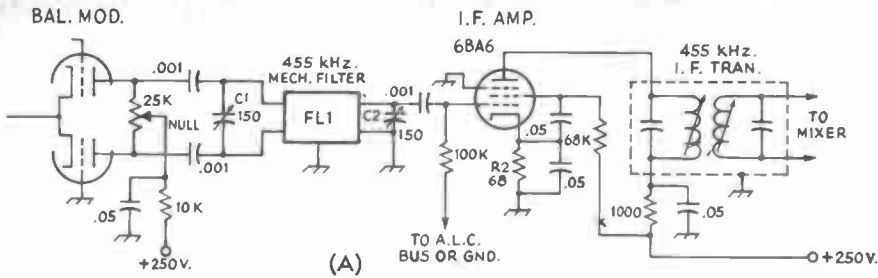 BAL. MOD.
I.F. AMP.
6BA6
455 kHz.
MECH. FILTER
455 kHz.
I.F. TRAN.
.001
.001
25K
NULL
C1
150
FL1
C2
150
.001
.05
68K
TO
MIXER
100K
R2
68
.05
.05
10K
.001
1000
.05
+250V.
(A)
TO A.L.C.
BUS OR GND.
+250V.